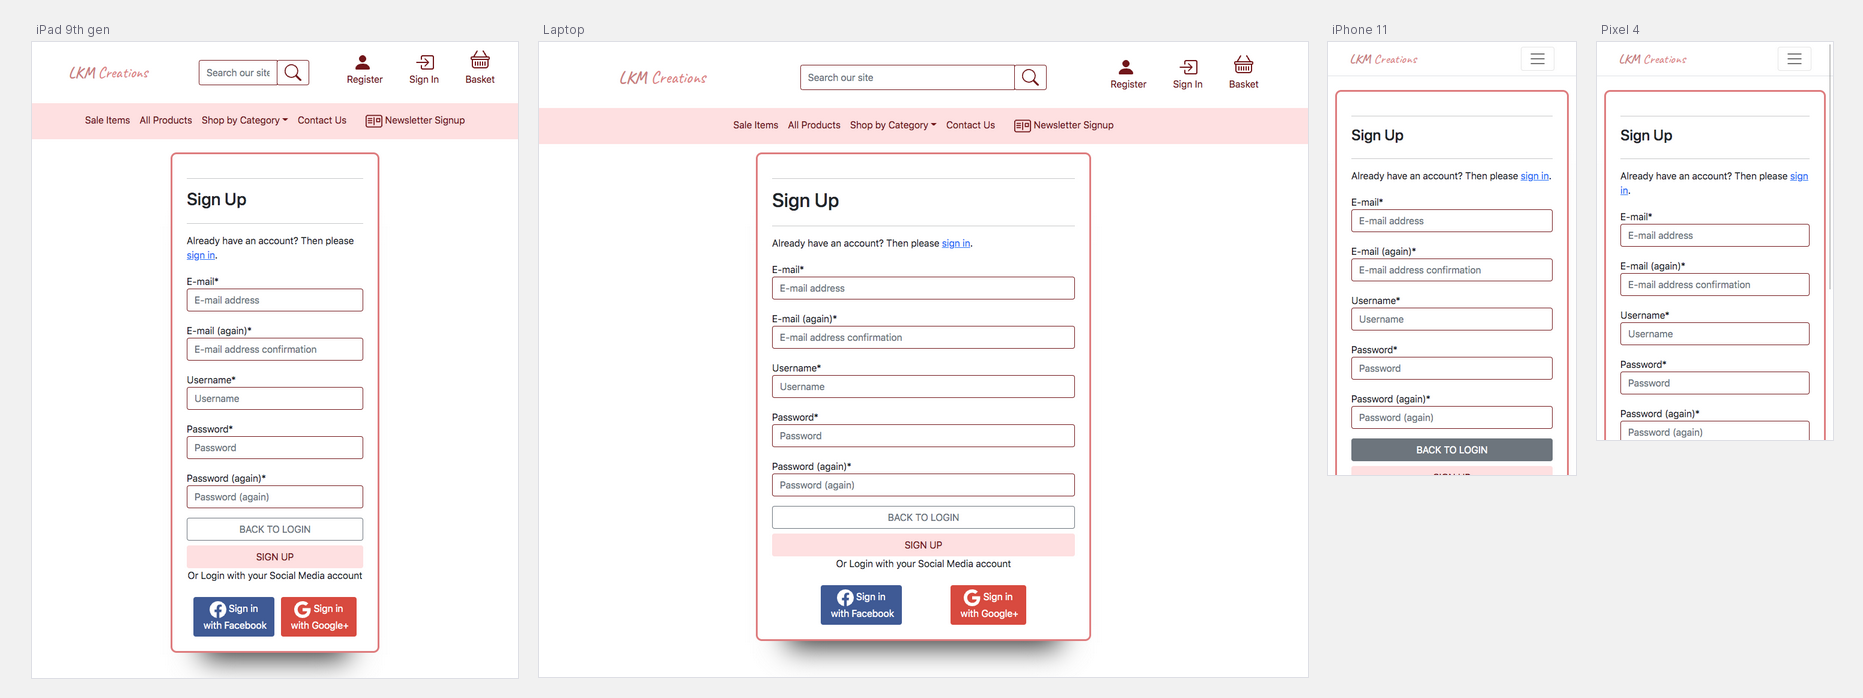 iPad 9th gen
LKM Creations
Search our site
Register
Sign In
Basket
Sale Items
All Products
Shop by Category
Contact Us
Newsletter Signup
Sign Up
Already have an account? Then please
sign in.
E-mail*
E-mail address
E-mail (again)*
E-mail address confirmation
Username*
Username
Password*
Password
Password (again)*
Password (again)
BACK TO LOGIN
SIGN UP
Or Login with your Social Media account
Sign in
with Facebook
Sign in
with Google+
Laptop
LKM Creations
Search our site
Register
Sign In
Basket
Sale Items
All Products
Shop by Category
Contact Us
Newsletter Signup
Sign Up
Already have an account? Then please sign in.
E-mail*
E-mail address
E-mail (again)*
E-mail address confirmation
Username*
Username
Password*
Password
Password (again)*
Password (again)
BACK TO LOGIN
SIGN UP
Or Login with your Social Media account
Sign in
with Facebook
Sign in
with Google+
iPhone 11
LKM Creations
Sign Up
Already have an account? Then please sign in.
E-mail*
E-mail address
E-mail (again)*
E-mail address confirmation
Username*
Username
Password*
Password
Password (again)*
Password (again)
BACK TO LOGIN
Pixel 4
LKM Creations
Sign Up
Already have an account? Then please sign
in.
E-mail*
E-mail address
E-mail (again)*
E-mail address confirmation
Username*
Username
Password*
Password
Password (again)*
Password (again)